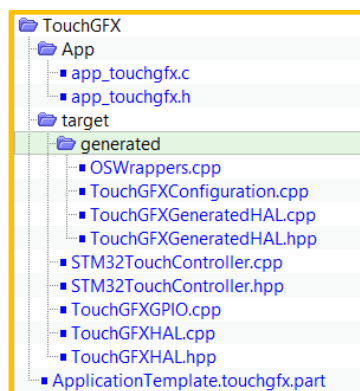 TouchGFX
App
app_touchgfx.c
app_touchgfx.h
target
generated
OSWrappers.cpp
TouchGFXConfiguration.cpp
TouchGFXGeneratedHAL.cpp
TouchGFXGeneratedHAL.hpp
STM32TouchController.cpp
STM32TouchController.hpp
TouchGFXGPIO.cpp
TouchGFXHAL.cpp
TouchGFXHAL.hpp
ApplicationTemplate.touchgfx.part